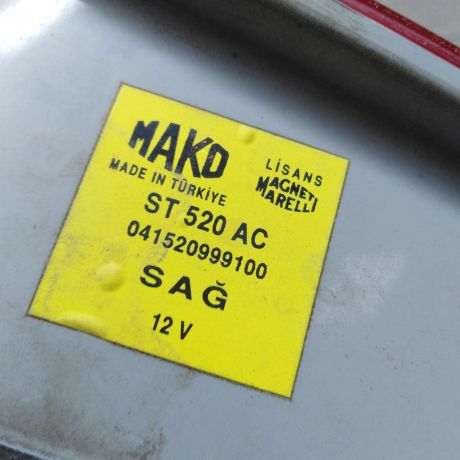 MAKO
MADE IN TÜRKİYE
LİSANS
MAGNETI
MARELLI
ST 520 AC
041520999100
SAĞ
12 V